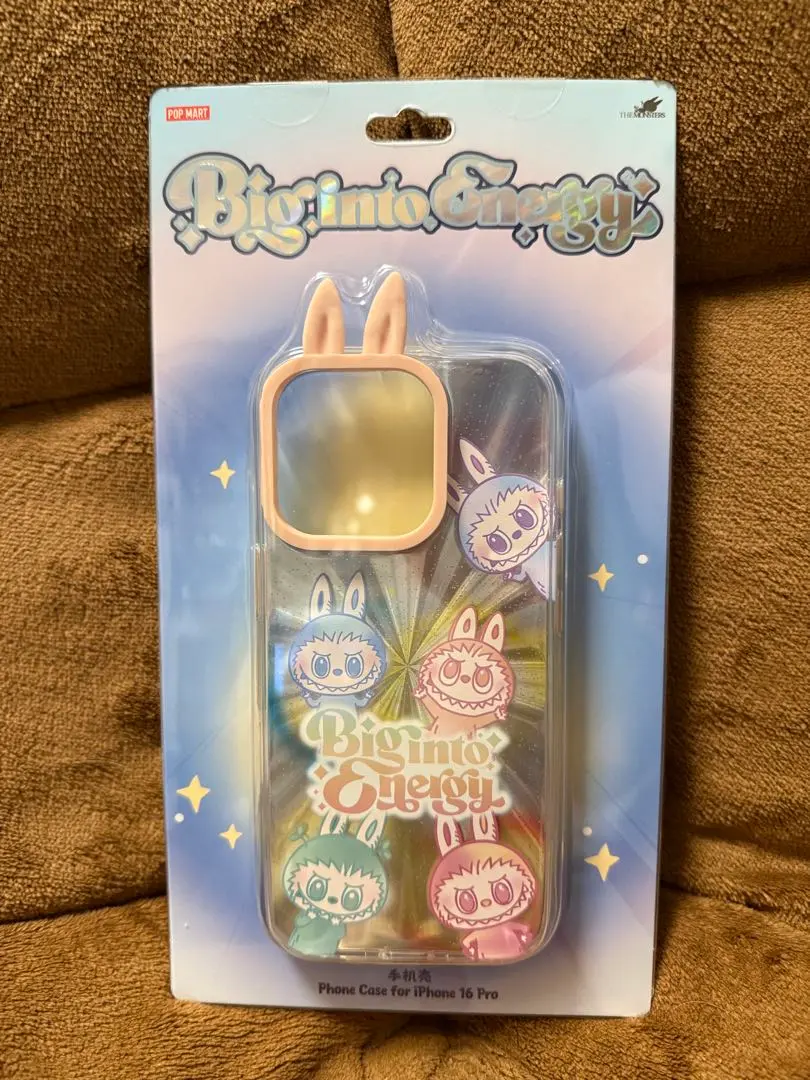 POP MART
THE MONSTERS
Big into Energy
Big into
Energy
手机壳
Phone Case for iPhone 16 Pro